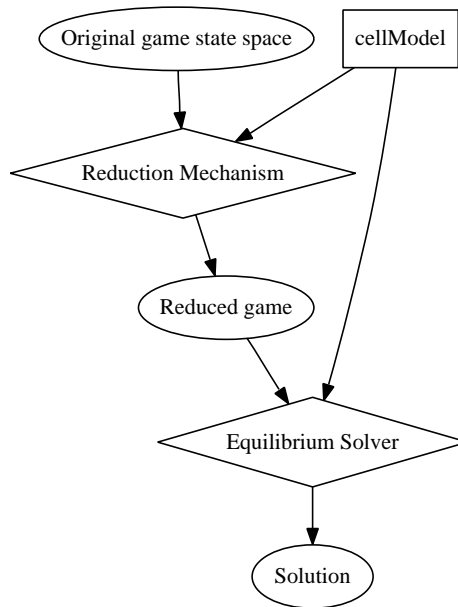 Original game state space
cellModel
Reduction Mechanism
Reduced game
Equilibrium Solver
Solution